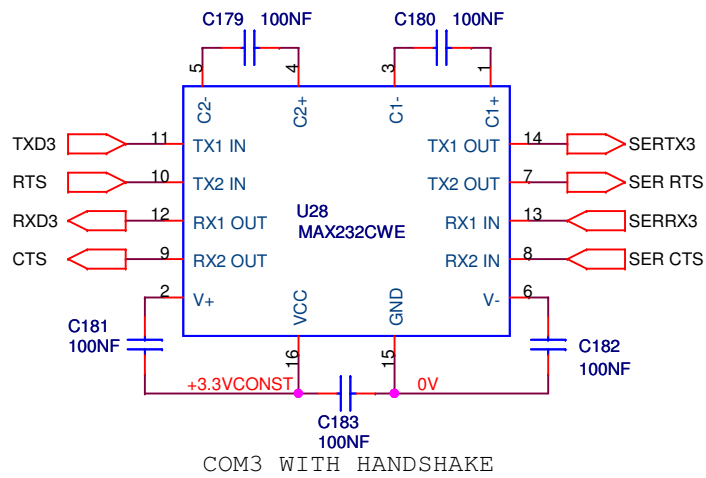 C179 100NF C180 100NF
5 4 3 1
C2- C2+ C1- C1+
TXD3 11 TX1 IN TX1 OUT 14 SERTX3
RTS 10 TX2 IN TX2 OUT 7 SER RTS
U28
RXD3 12 RX1 OUT RX1 IN 13 SERRX3
MAX232CWE
CTS 9 RX2 OUT RX2 IN 8 SER CTS
2 V+ VCC GND V- 6
C181
100NF
16 15
C182
100NF
+3.3VCONST 0V
C183
100NF
COM3 WITH HANDSHAKE